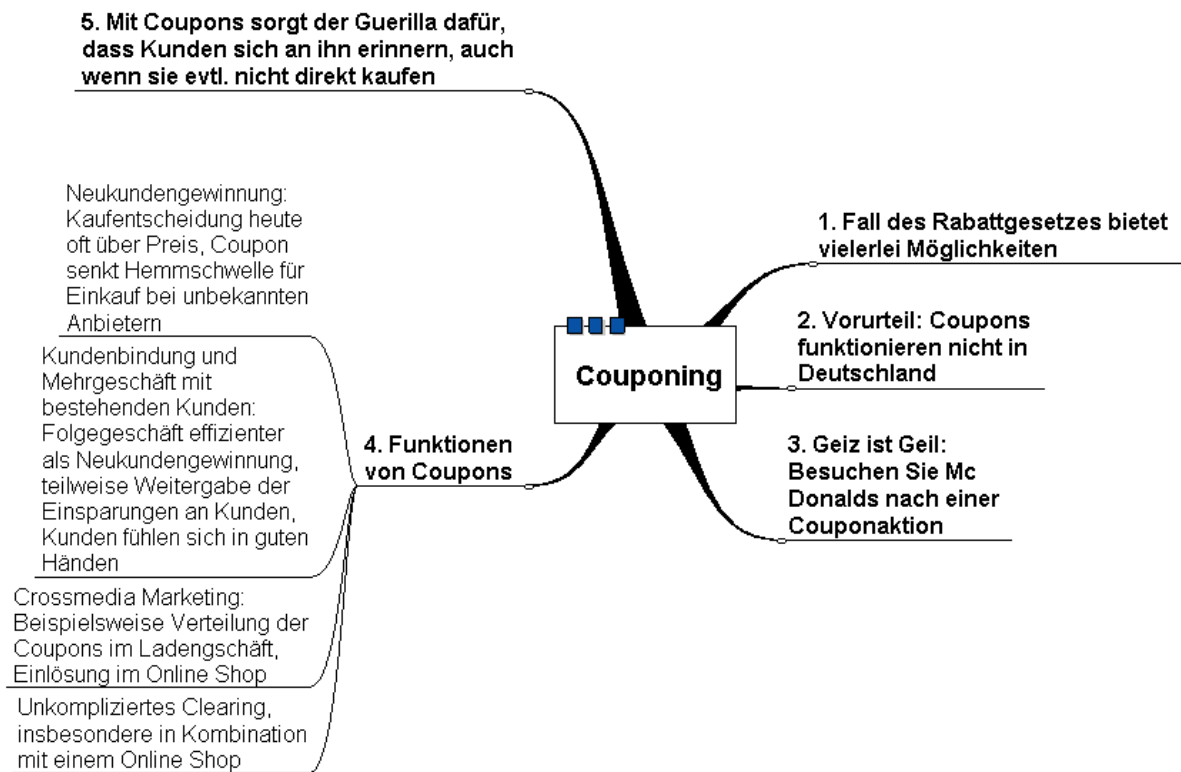 5. Mit Coupons sorgt der Guerilla dafür,
dass Kunden sich an ihn erinnern, auch
wenn sie evtl. nicht direkt kaufen
Neukundengewinnung:
Kaufentscheidung heute
oft über Preis, Coupon
senkt Hemmschwelle für
Einkauf bei unbekannten
Anbietern
Kundenbindung und
Mehrgeschäft mit
bestehenden Kunden:
Folgegeschäft effizienter
als Neukundengewinnung,
teilweise Weitergabe der
Einsparungen an Kunden,
Kunden fühlen sich in guten
Händen
Crossmedia Marketing:
Beispielsweise Verteilung der
Coupons im Ladengschäft,
Einlösung im Online Shop
Unkompliziertes Clearing,
insbesondere in Kombination
mit einem Online Shop
4. Funktionen
von Coupons
Couponing
1. Fall des Rabattgesetzes bietet
vielerlei Möglichkeiten
2. Vorurteil: Coupons
funktionieren nicht in
Deutschland
3. Geiz ist Geil:
Besuchen Sie Mc
Donalds nach einer
Couponaktion